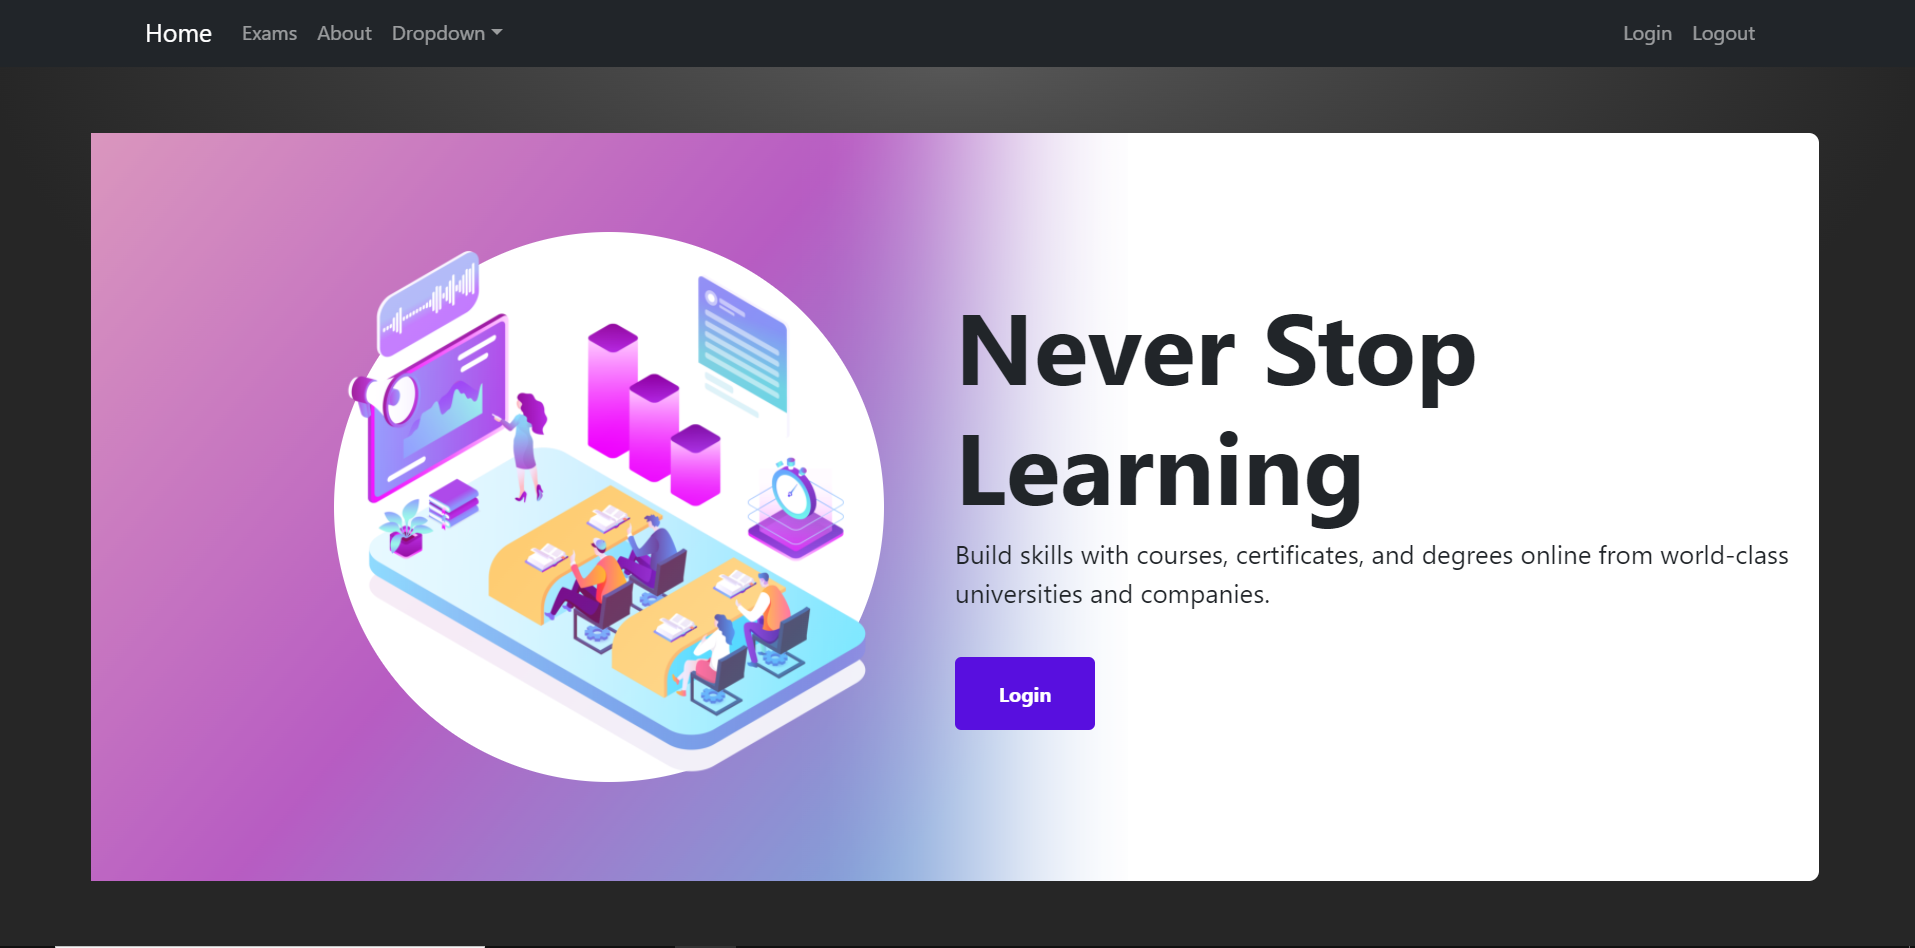 Home Exams About Dropdown Login Logout
Never Stop
Learning
Build skills with courses, certificates, and degrees online from world-class
universities and companies.
Login